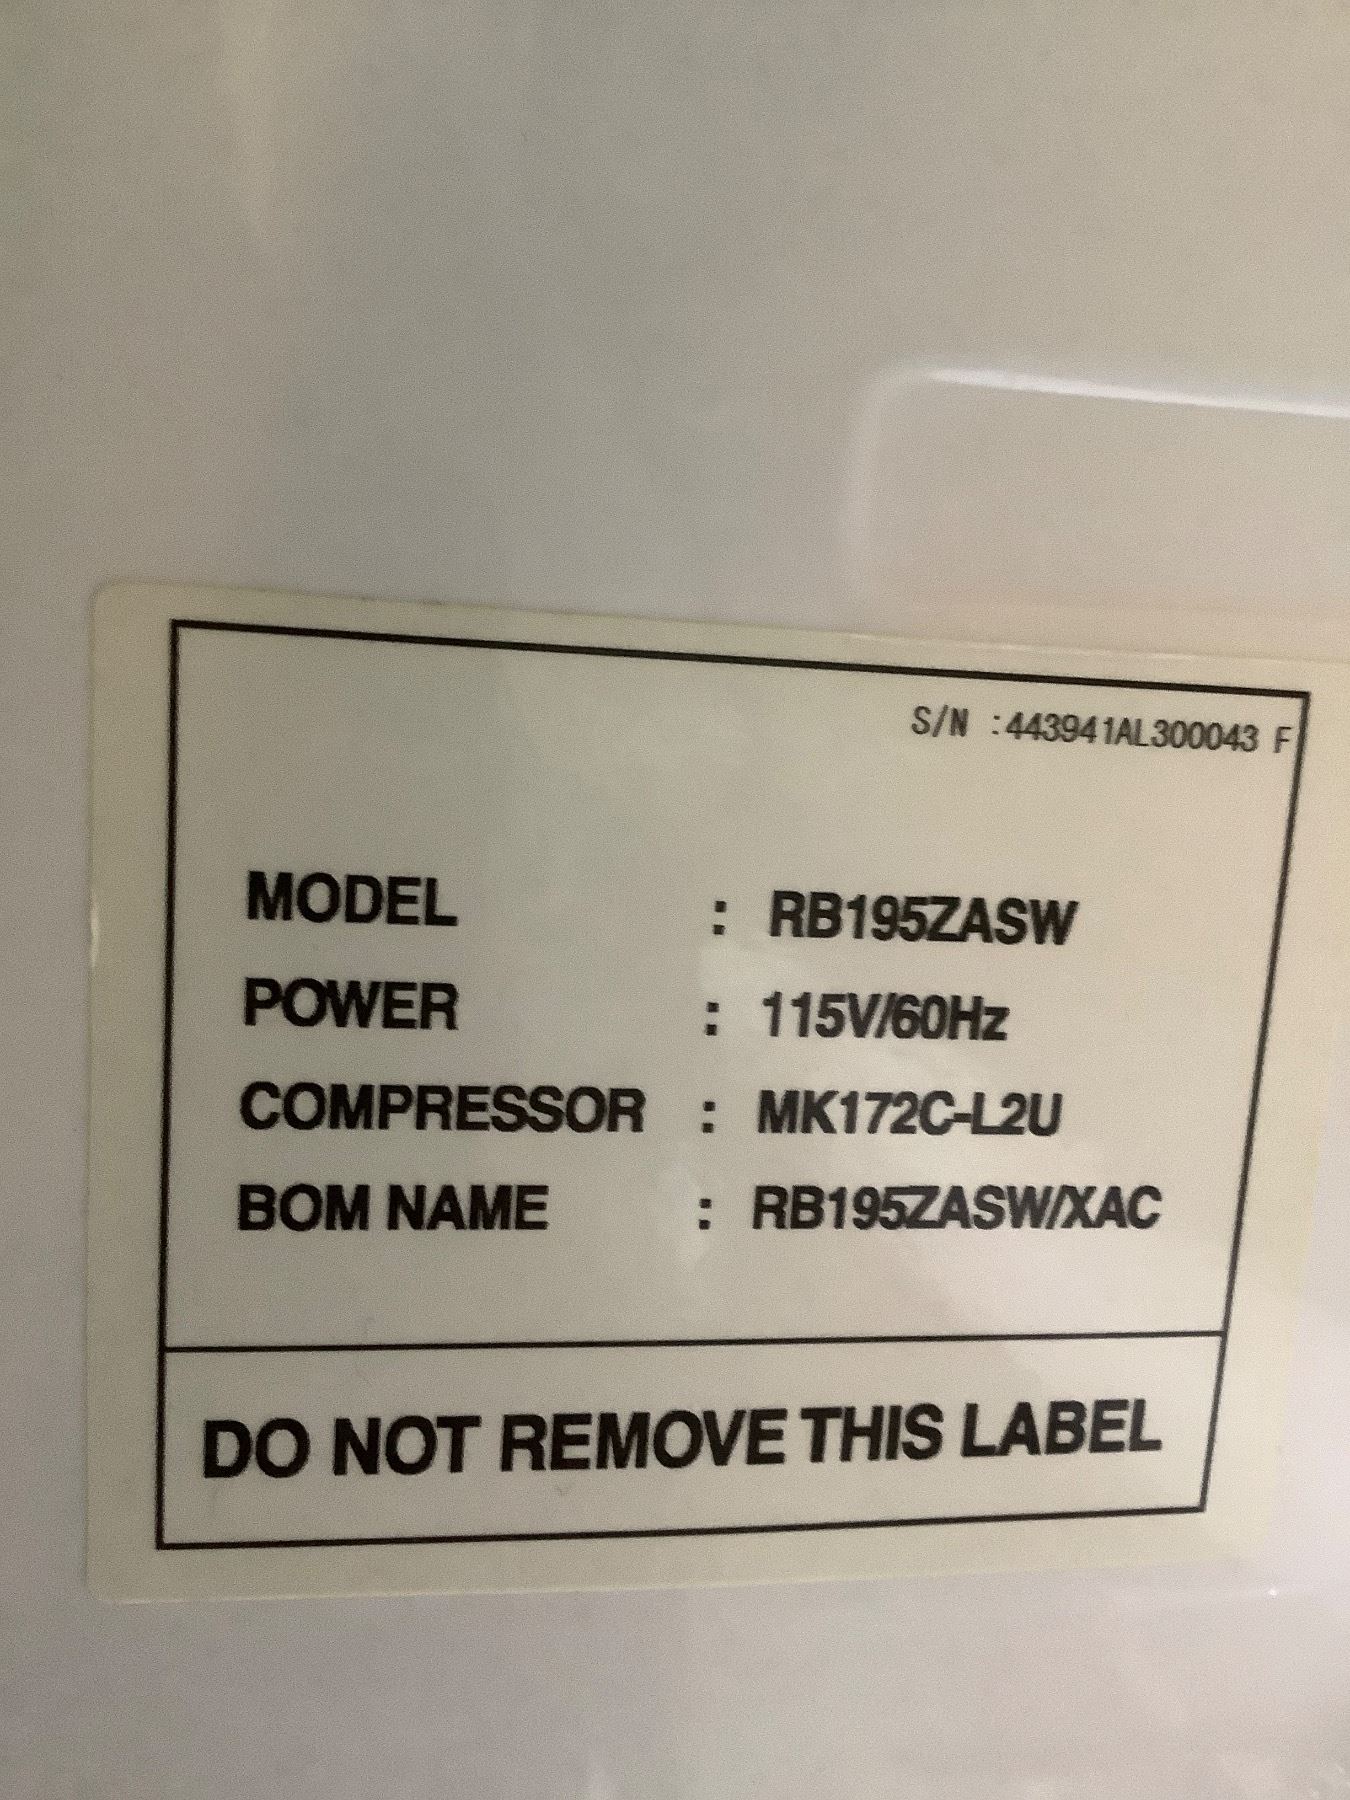 S/N :443941AL300043 F
MODEL : RB195ZASW
POWER : 115V/60Hz
COMPRESSOR : MK172C-L2U
BOM NAME : RB195ZASW/XAC
DO NOT REMOVE THIS LABEL